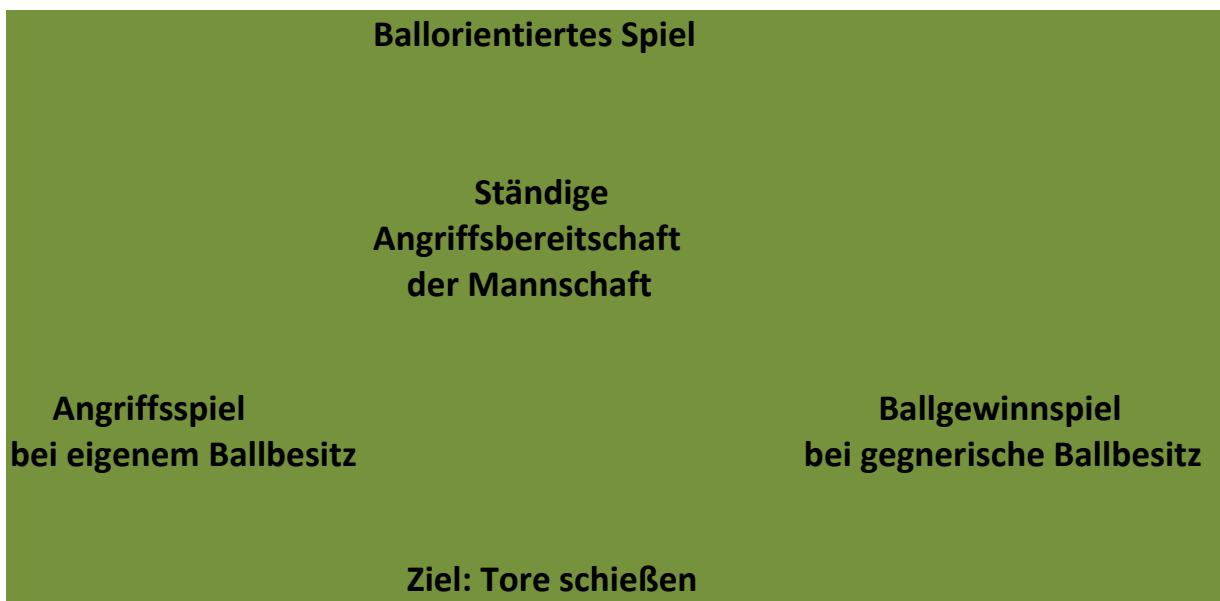 Ballorientiertes Spiel
Ständige
Angriffsbereitschaft
der Mannschaft
Angriffsspiel
bei eigenem Ballbesitz
Ballgewinnspiel
bei gegnerische Ballbesitz
Ziel: Tore schießen